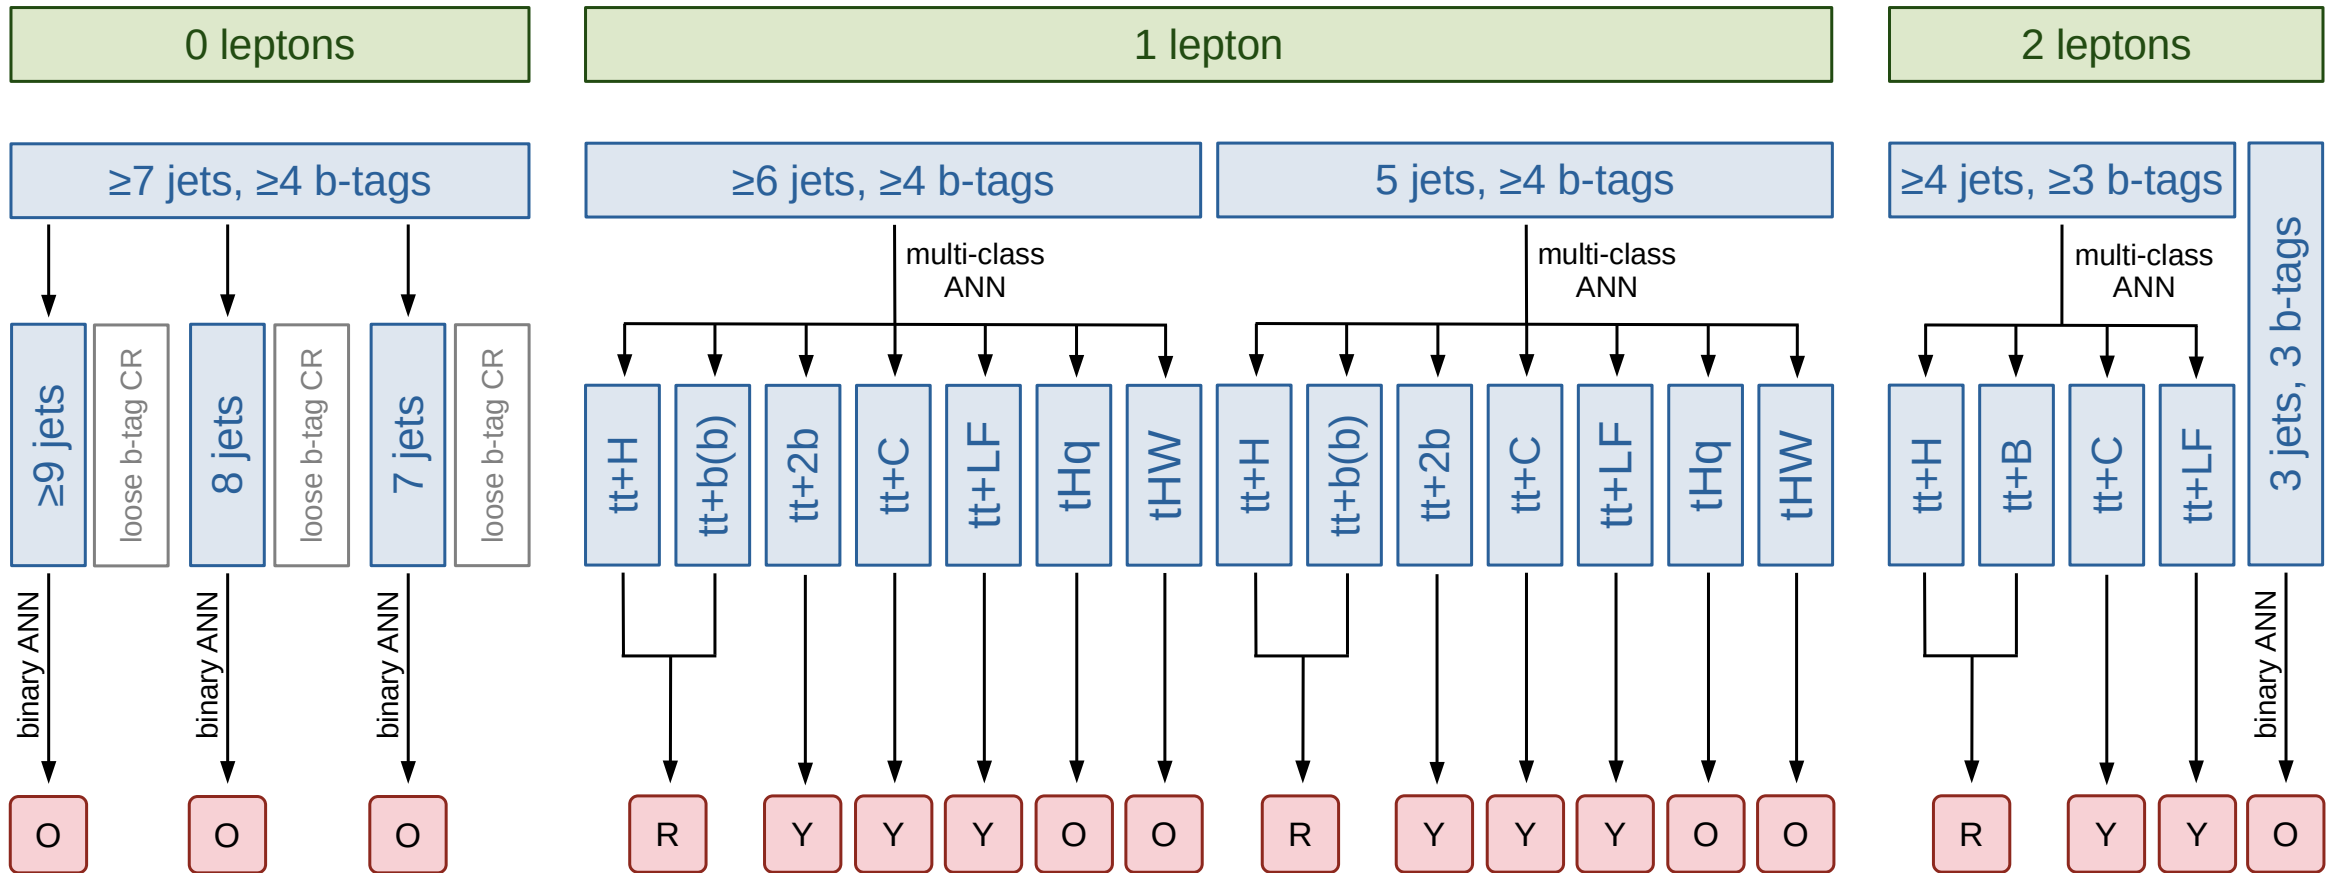 0 leptons
1 lepton
2 leptons
≥7 jets, ≥4 b-tags
≥6 jets, ≥4 b-tags
5 jets, ≥4 b-tags
≥4 jets, ≥3 b-tags
3 jets, 3 b-tags
multi-class
ANN
multi-class
ANN
multi-class
ANN
≥9 jets
loose b-tag CR
8 jets
loose b-tag CR
7 jets
loose b-tag CR
tt+H
tt+b(b)
tt+2b
tt+C
tt+LF
tHq
tHW
tt+H
tt+b(b)
tt+2b
tt+C
tt+LF
tHq
tHW
tt+H
tt+B
tt+C
tt+LF
binary ANN
binary ANN
binary ANN
binary ANN
O
O
O
R
Y
Y
Y
O
O
R
Y
Y
Y
O
O
R
Y
Y
O